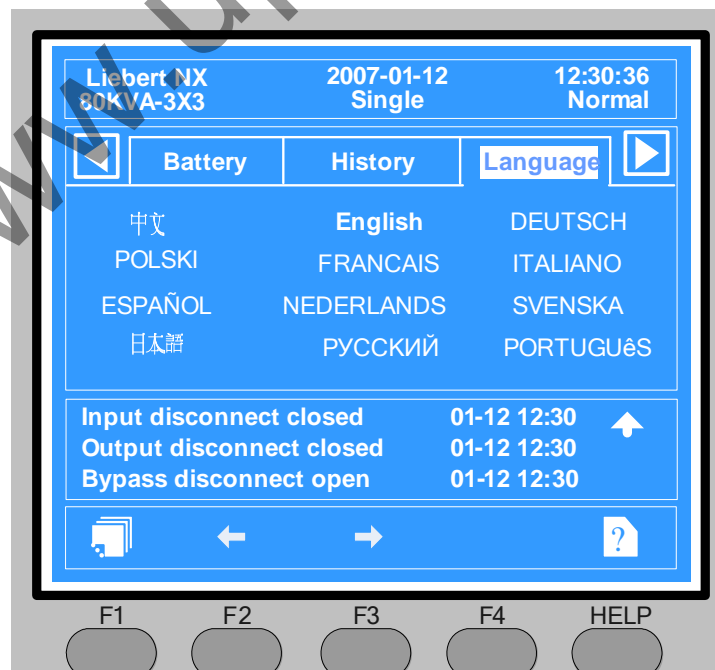 www.up
Liebert NX 2007-01-12 12:30:36
80KVA-3X3 Single Normal
Battery History Language
中文 English DEUTSCH
POLSKI FRANCAIS ITALIANO
ESPAÑOL NEDERLANDS SVENSKA
日本語 РУССКИЙ PORTUGUêS
Input disconnect closed 01-12 12:30
Output disconnect closed 01-12 12:30
Bypass disconnect open 01-12 12:30
?
F1 F2 F3 F4 HELP